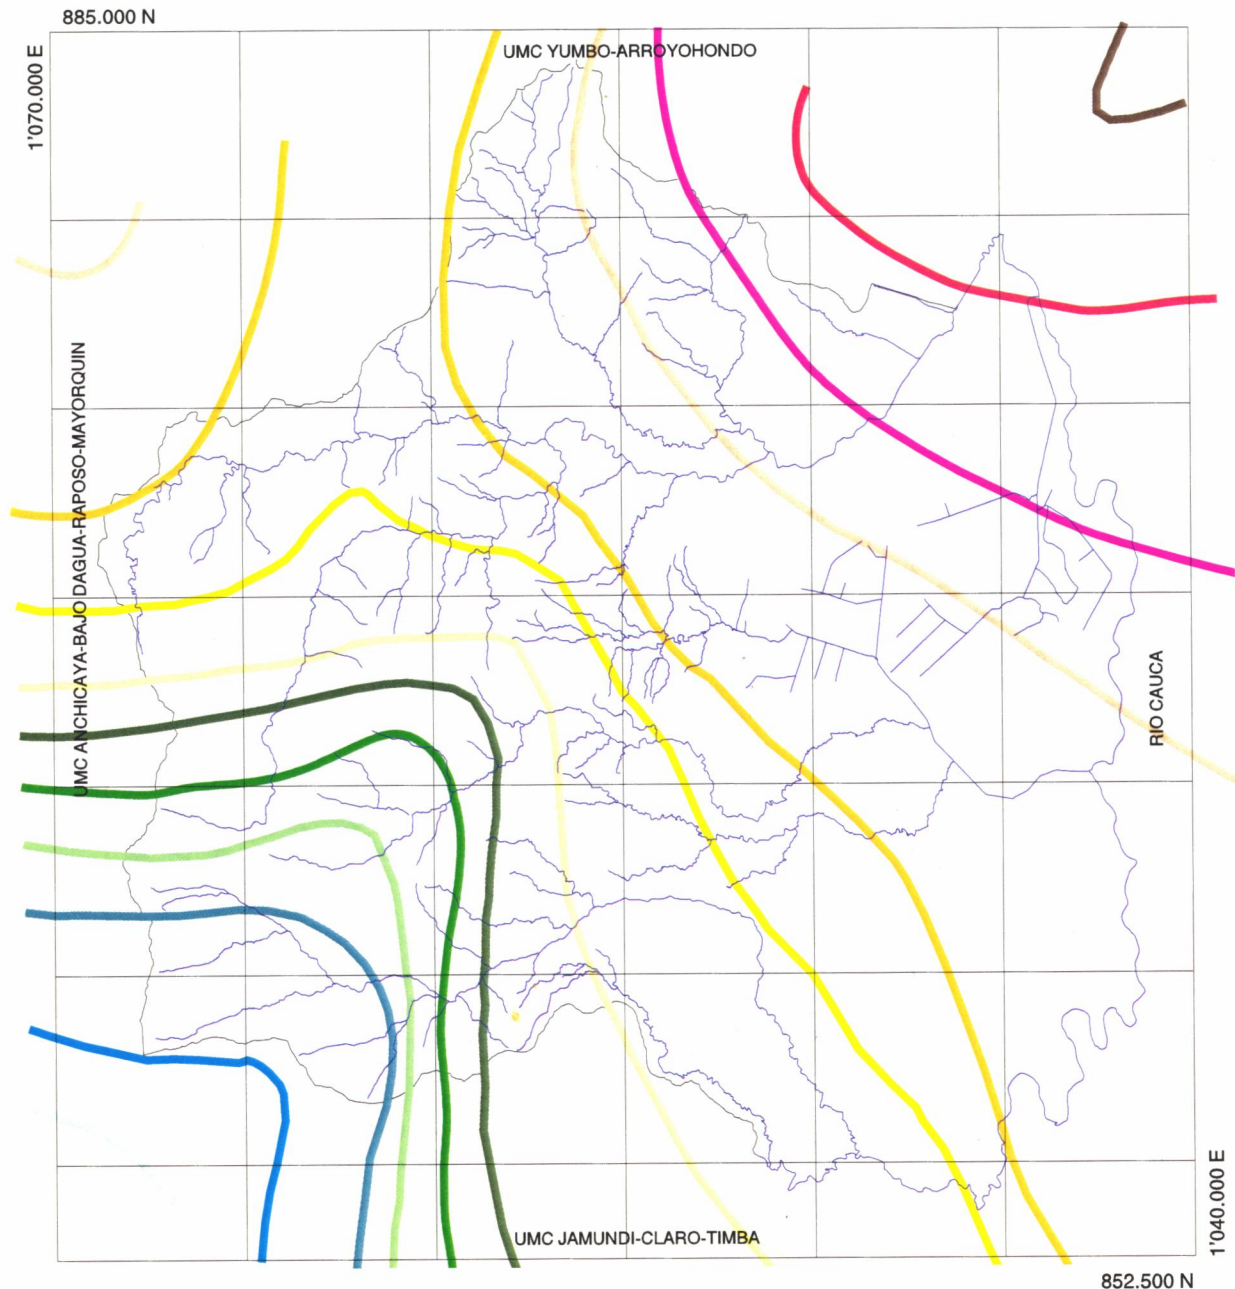 885.000 N
1'070.000 E
UMC YUMBO-ARROYOHONDO
UMC ANCHICAYA-BAJO DAGUA-RAPOSO-MAYORQUIN
RIO CAUCA
UMC JAMUNDI-CLARO-TIMBA
1'040.000 E
852.500 N